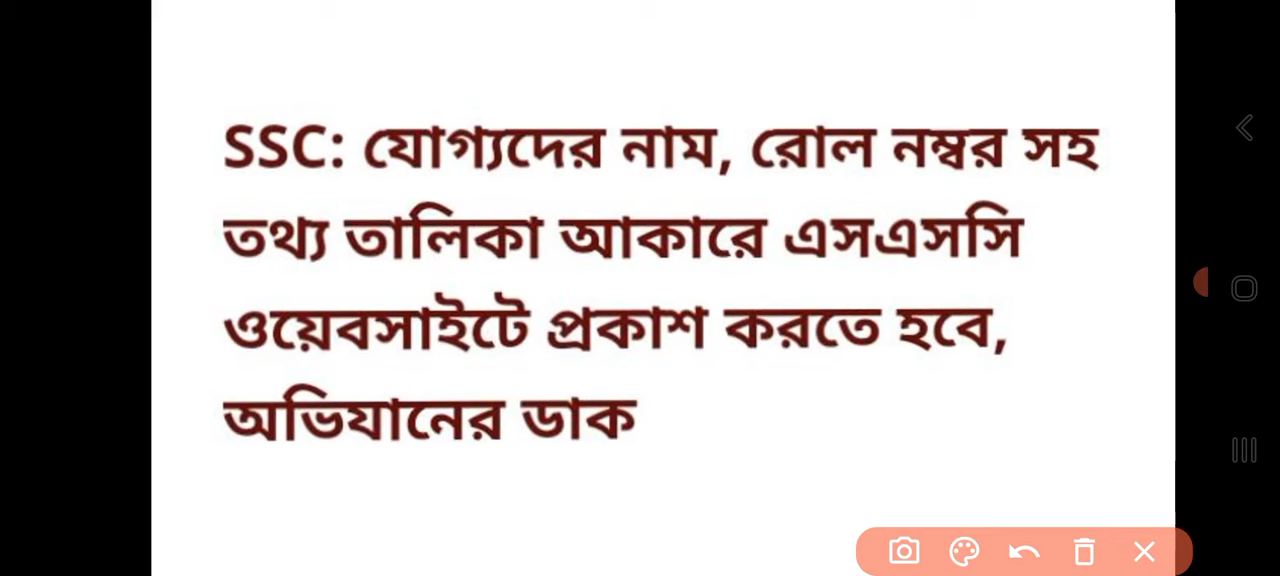 SSC: যোগ্যদের নাম, রোল নম্বর সহ
তথ্য তালিকা আকারে এসএসসি
ওয়েবসাইটে প্রকাশ করতে হবে,
অভিযানের ডাক